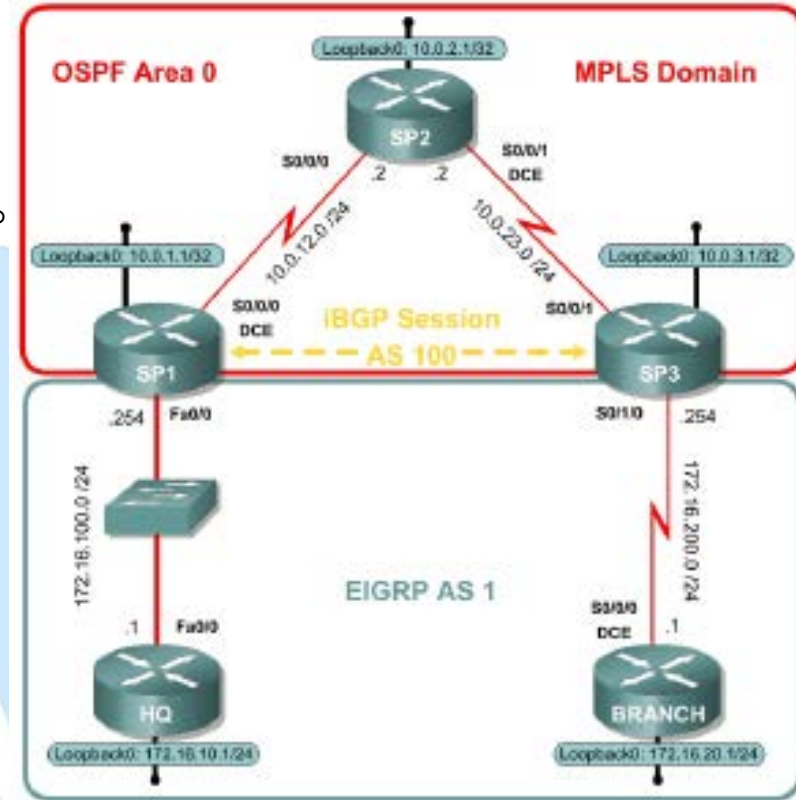 Loopback0: 10.0.2.1/32
OSPF Area 0
MPLS Domain
SP2
S0/0/0
.2
.2
S0/0/1
DCE
10.0.12.0 /24
10.0.23.0 /24
Loopback0: 10.0.1.1/32
Loopback0: 10.0.3.1/32
S0/0/0
DCE
iBGP Session
AS 100
S0/0/1
SP1
SP3
.254
Fa0/0
S0/1/0
.254
172.16.100.0 /24
172.16.200.0 /24
EIGRP AS 1
.1
Fa0/0
S0/0/0
DCE
.1
HQ
BRANCH
Loopback0: 172.16.10.1/24
Loopback0: 172.16.20.1/24